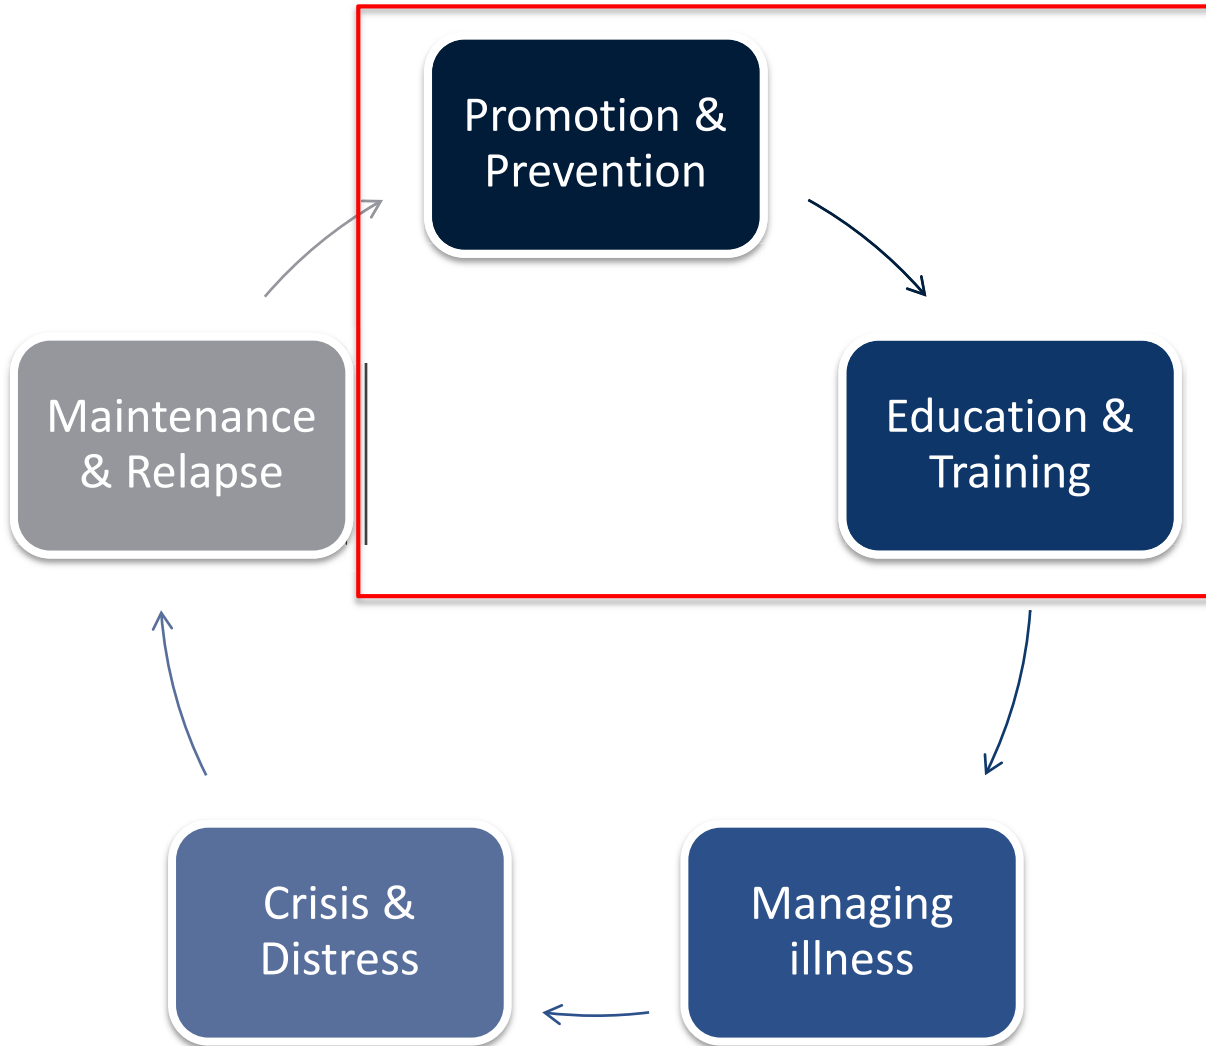 Promotion &
Prevention
Education &
Training
Managing
illness
Crisis &
Distress
Maintenance
& Relapse